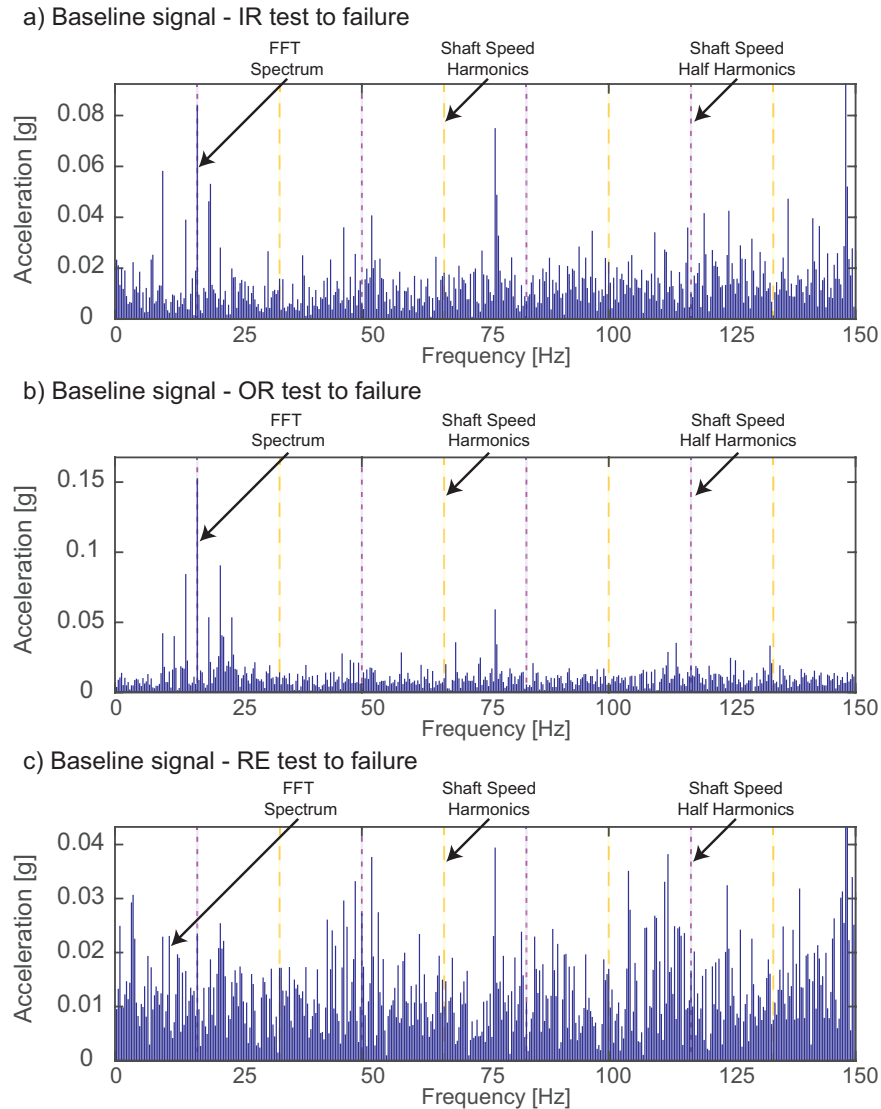 a) Baseline signal - IR test to failure
FFT
Spectrum
Shaft Speed
Harmonics
Shaft Speed
Half Harmonics
Acceleration [g]
0.08
0.06
0.04
0.02
0
0 25 50 75 100 125 150
Frequency [Hz]
b) Baseline signal - OR test to failure
FFT
Spectrum
Shaft Speed
Harmonics
Shaft Speed
Half Harmonics
Acceleration [g]
0.15
0.1
0.05
0
0 25 50 75 100 125 150
Frequency [Hz]
c) Baseline signal - RE test to failure
FFT
Spectrum
Shaft Speed
Harmonics
Shaft Speed
Half Harmonics
Acceleration [g]
0.04
0.03
0.02
0.01
0
0 25 50 75 100 125 150
Frequency [Hz]